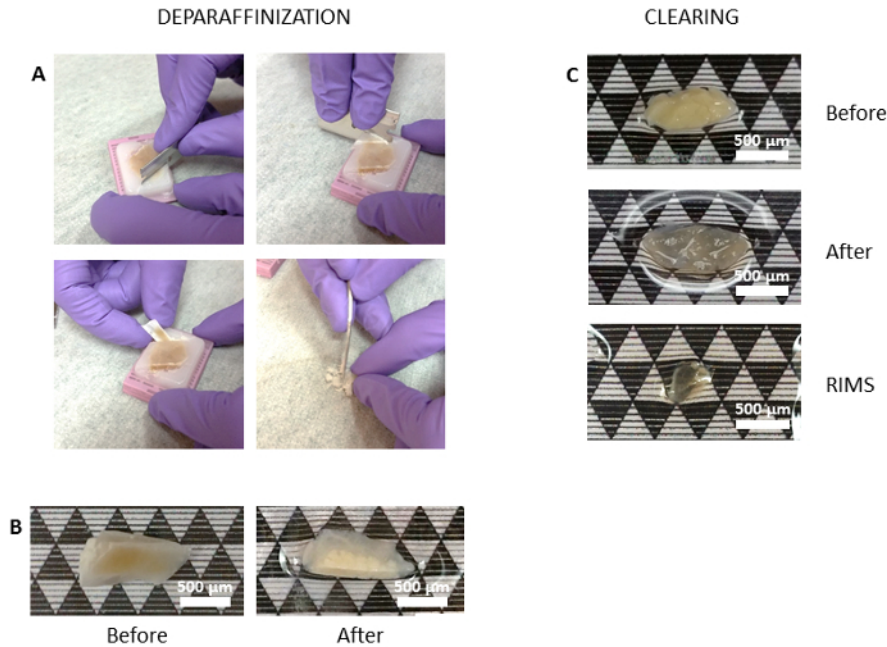 DEPARAFFINIZATION
CLEARING
A
C
500 µm
Before
500 µm
After
500 µm
RIMS
B
500 µm
500 µm
Before
After